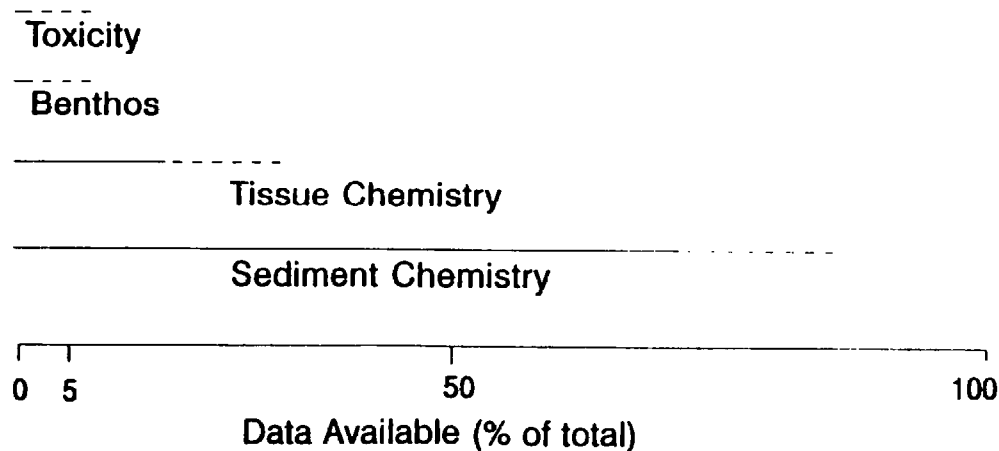 Toxicity
Benthos
Tissue Chemistry
Sediment Chemistry
0 5 50 100
Data Available (% of total)